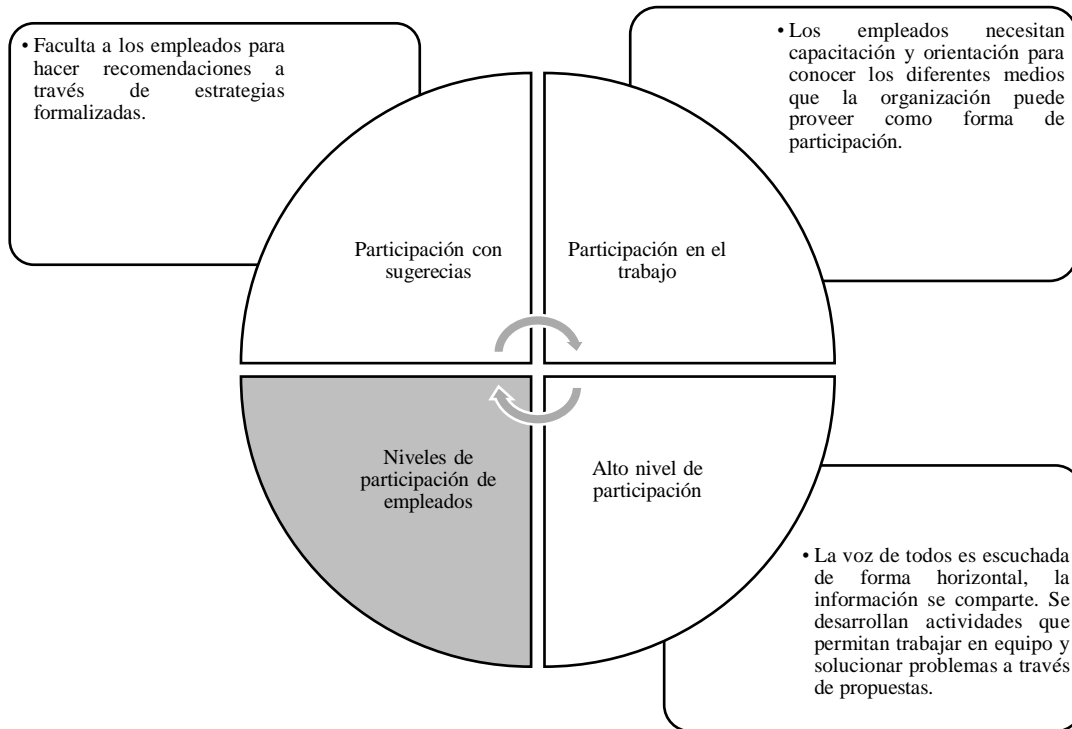 • Faculta a los empleados para
hacer recomendaciones a
través de estrategias
formalizadas.
• Los empleados necesitan
capacitación y orientación para
conocer los diferentes medios
que la organización puede
proveer como forma de
participación.
Participación con
sugerecias
Participación en el
trabajo
Niveles de
participación de
empleados
Alto nivel de
participación
• La voz de todos es escuchada
de forma horizontal, la
información se comparte. Se
desarrollan actividades que
permitan trabajar en equipo y
solucionar problemas a través
de propuestas.